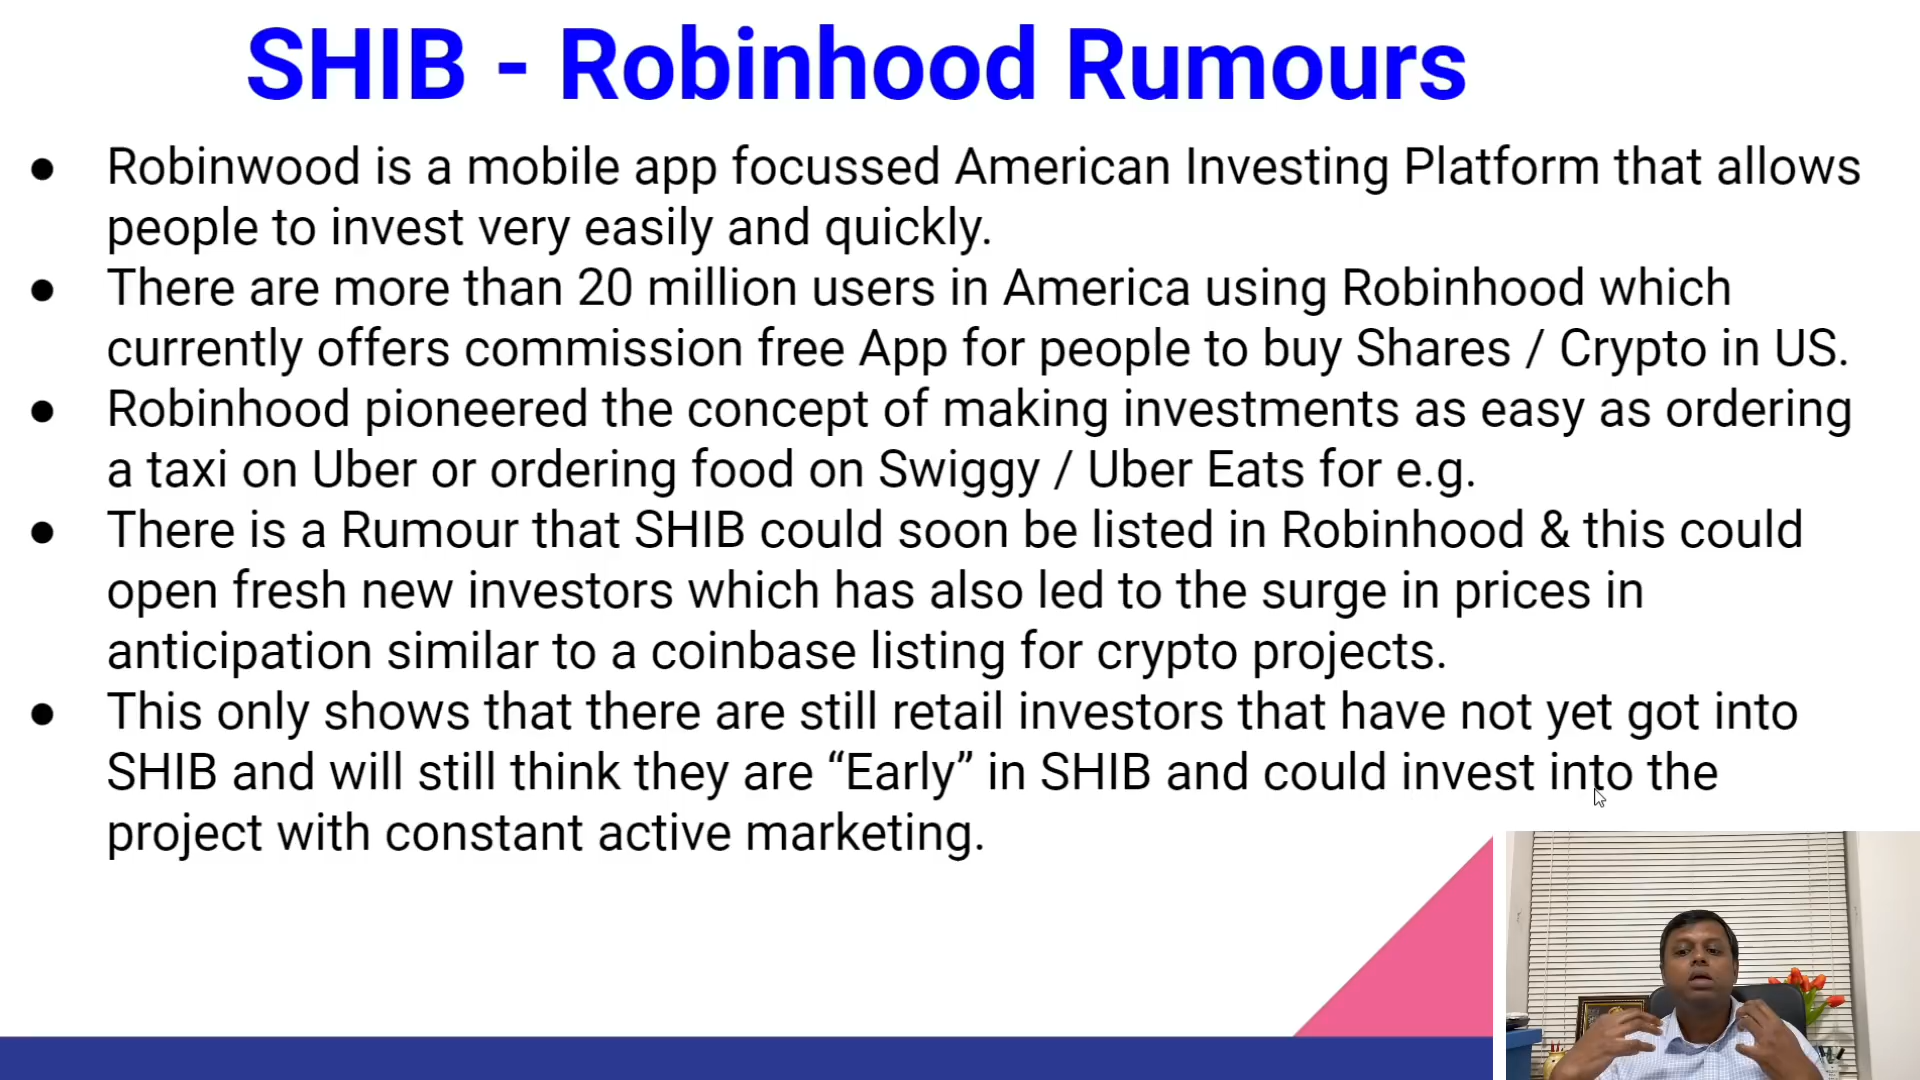 SHIB - Robinhood Rumours
● Robinwood is a mobile app focussed American Investing Platform that allows
people to invest very easily and quickly.
● There are more than 20 million users in America using Robinhood which
currently offers commission free App for people to buy Shares / Crypto in US.
● Robinhood pioneered the concept of making investments as easy as ordering
a taxi on Uber or ordering food on Swiggy / Uber Eats for e.g.
● There is a Rumour that SHIB could soon be listed in Robinhood & this could
open fresh new investors which has also led to the surge in prices in
anticipation similar to a coinbase listing for crypto projects.
● This only shows that there are still retail investors that have not yet got into
SHIB and will still think they are “Early” in SHIB and could invest into the
project with constant active marketing.